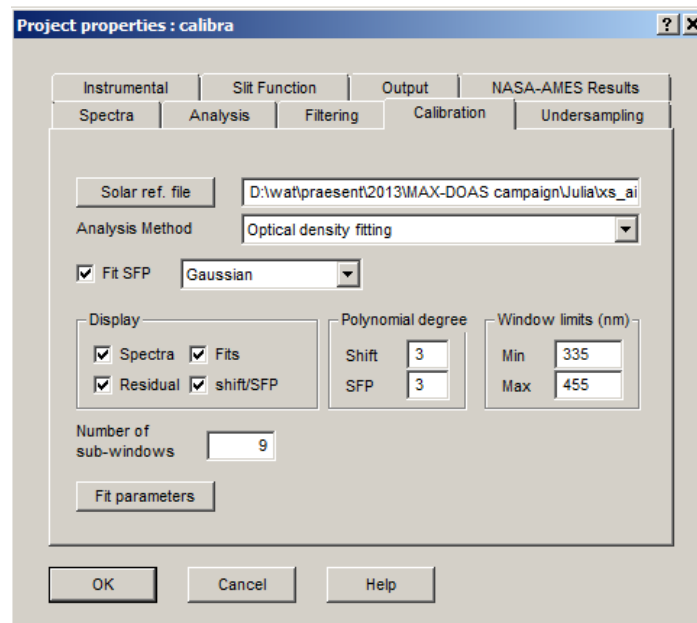 Project properties : calibra
Instrumental Slit Function Output NASA-AMES Results
Spectra Analysis Filtering Calibration Undersampling
Solar ref. file D:\wat\praesent\2013\MAX-DOAS campaign\Julia\xs_ai
Analysis Method Optical density fitting
Fit SFP Gaussian
Display Polynomial degree Window limits (nm)
Spectra Fits Shift 3 Min 335
Residual shift/SFP SFP 3 Max 455
Number of
sub-windows 9
Fit parameters
OK Cancel Help